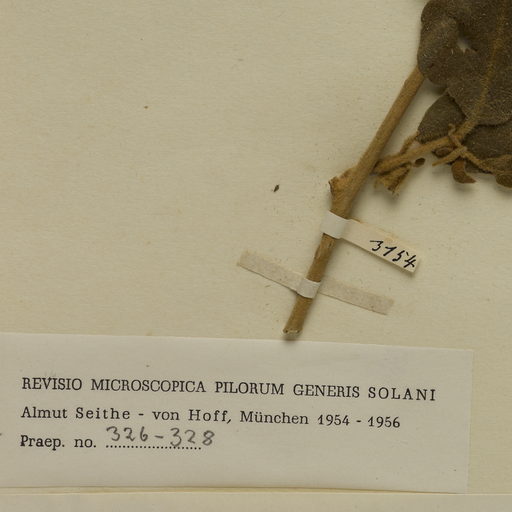 3154
REVISIO MICROSCOPICA PILORUM GENERIS SOLANI
Almut Seithe - von Hoff, München 1954 - 1956
Praep. no. 326-328